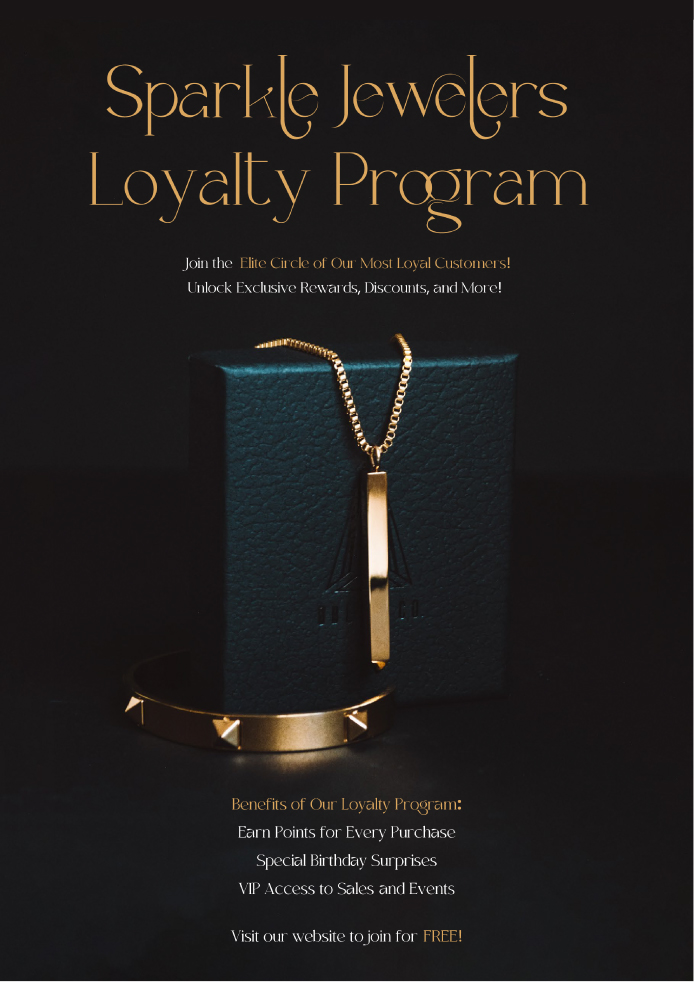 Sparkle Jewelers
Loyalty Program
Join the Elite Circle of Our Most Loyal Customers!
Unlock Exclusive Rewards, Discounts, and More!
Benefits of Our Loyalty Program:
Earn Points for Every Purchase
Special Birthday Surprises
VIP Access to Sales and Events
Visit our website to join for FREE!